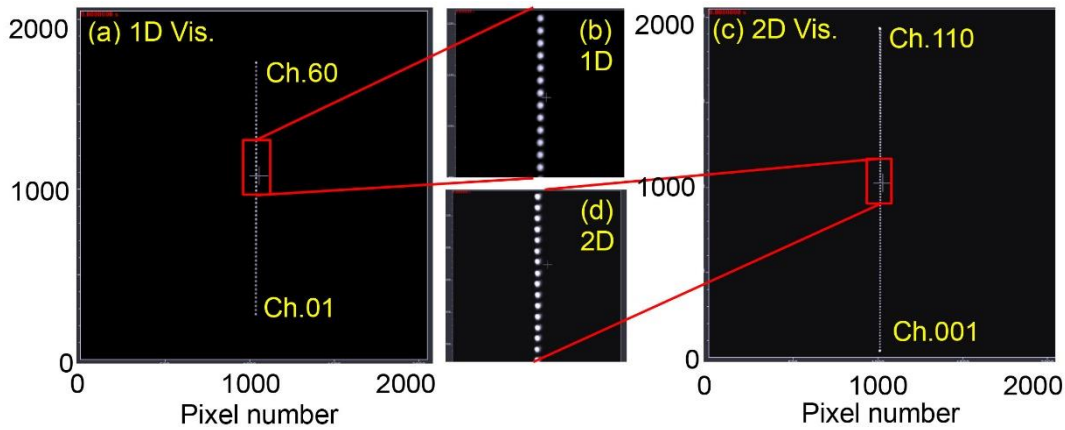 (a) 1D Vis.
Ch.60
Ch.01
2000
1000
0
0
1000
2000
Pixel number
(b)
1D
(d)
2D
(c) 2D Vis.
Ch.110
Ch.001
2000
1000
0
0
1000
2000
Pixel number